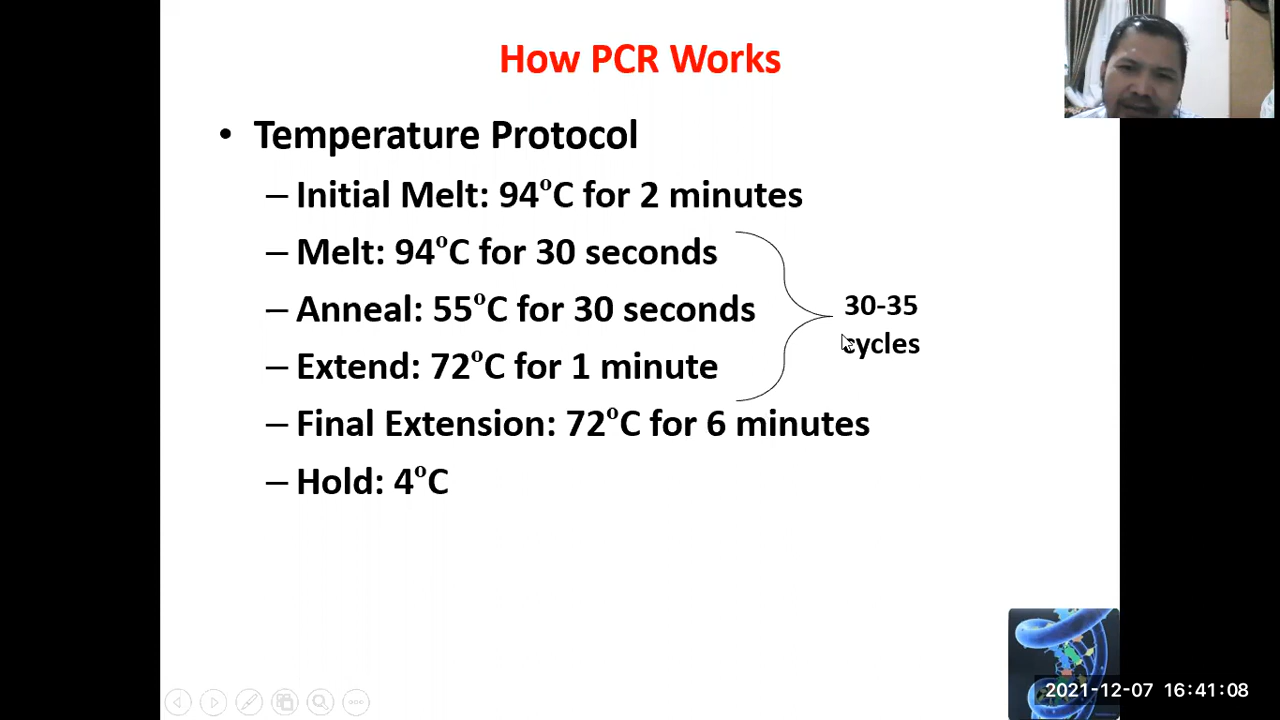 How PCR Works
• Temperature Protocol
– Initial Melt: 94°C for 2 minutes
– Melt: 94°C for 30 seconds
– Anneal: 55°C for 30 seconds
– Extend: 72°C for 1 minute
30-35
cycles
– Final Extension: 72°C for 6 minutes
– Hold: 4°C
2021-12-07 16:41:08